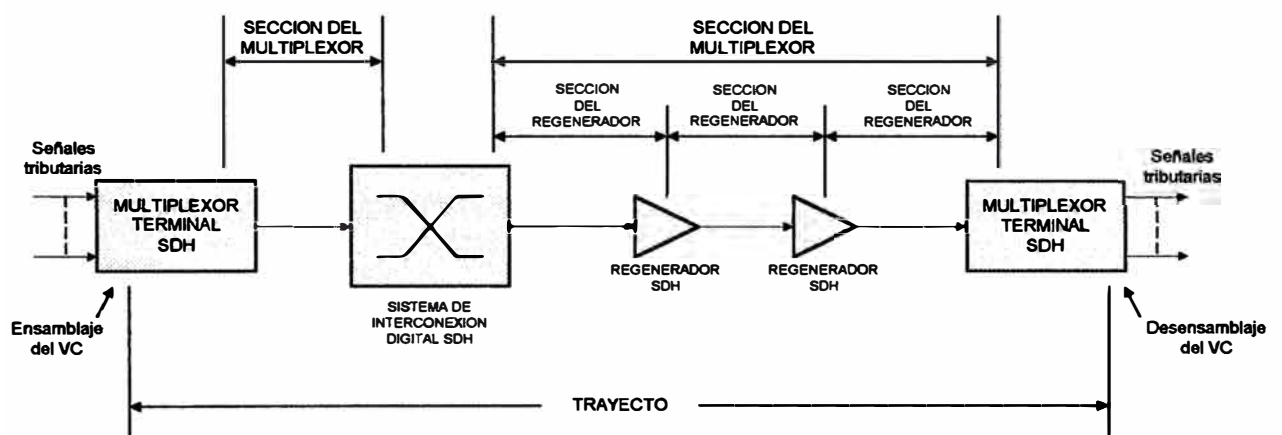 SECCION DEL
MULTIPLEXOR
SECCION DEL
MULTIPLEXOR
SECCION
DEL
REGENERADOR
SECCION
DEL
REGENERADOR
SECCION
DEL
REGENERADOR
Señales
tributarias
MULTIPLEXOR
TERMINAL
SDH
Señales
tributarias
MULTIPLEXOR
TERMINAL
SDH
REGENERADOR
SDH
REGENERADOR
SDH
SISTEMA DE
INTERCONEXION
DIGITAL SDH
Ensamblaje
del VC
Desensamblaje
del VC
TRAYECTO